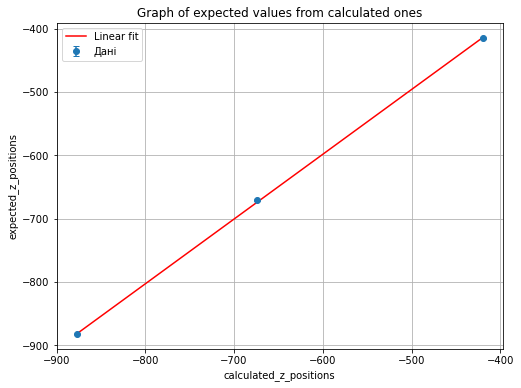 Graph of expected values from calculated ones
Linear fit
Дані
−400
−500
−600
−700
−800
−900
expected_z_positions
−900
−800
−700
−600
−500
−400
calculated_z_positions